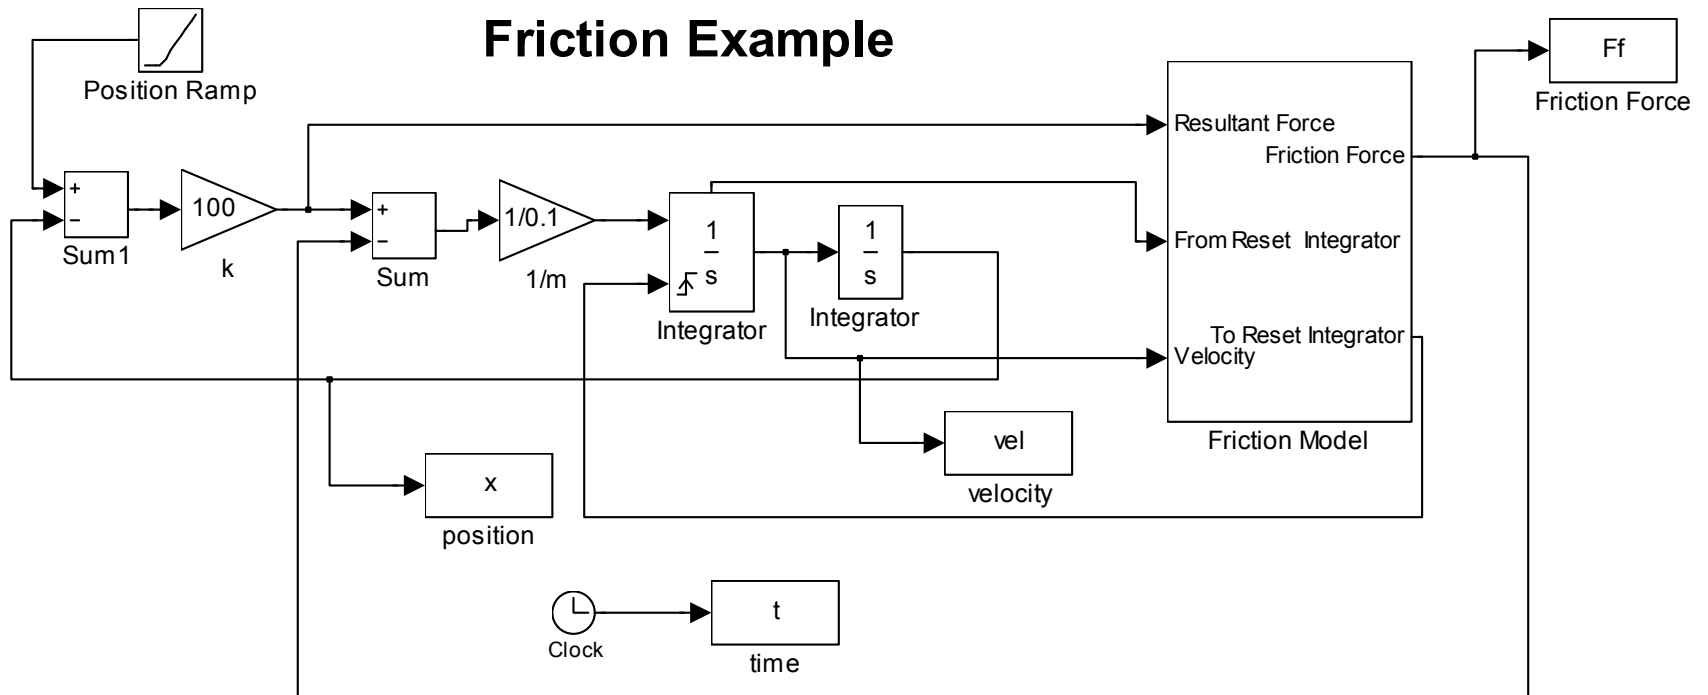 Friction Example
Position Ramp
Ff
Friction Force
Resultant Force
Friction Force
From Reset Integrator
To Reset Integrator
Velocity
Friction Model
+
−
Sum1
100
k
+
−
Sum
1/0.1
1/m
1
s
Integrator
1
s
Integrator
vel
velocity
x
position
Clock
t
time